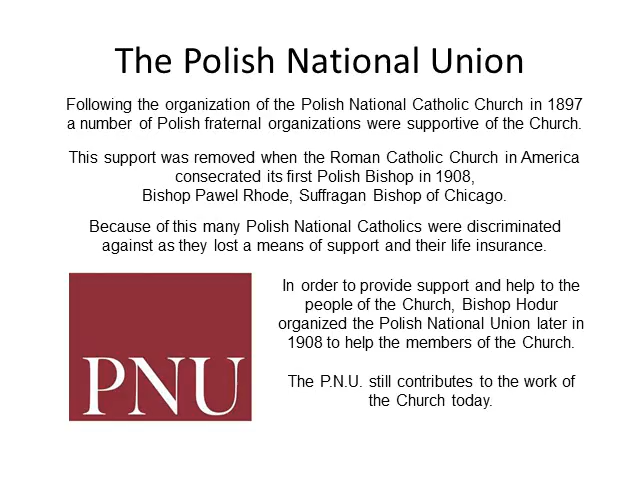 The Polish National Union
Following the organization of the Polish National Catholic Church in 1897
a number of Polish fraternal organizations were supportive of the Church.
This support was removed when the Roman Catholic Church in America
consecrated its first Polish Bishop in 1908,
Bishop Pawel Rhode, Suffragan Bishop of Chicago.
Because of this many Polish National Catholics were discriminated
against as they lost a means of support and their life insurance.
In order to provide support and help to the
people of the Church, Bishop Hodur
organized the Polish National Union later in
1908 to help the members of the Church.
The P.N.U. still contributes to the work of
the Church today.
PNU